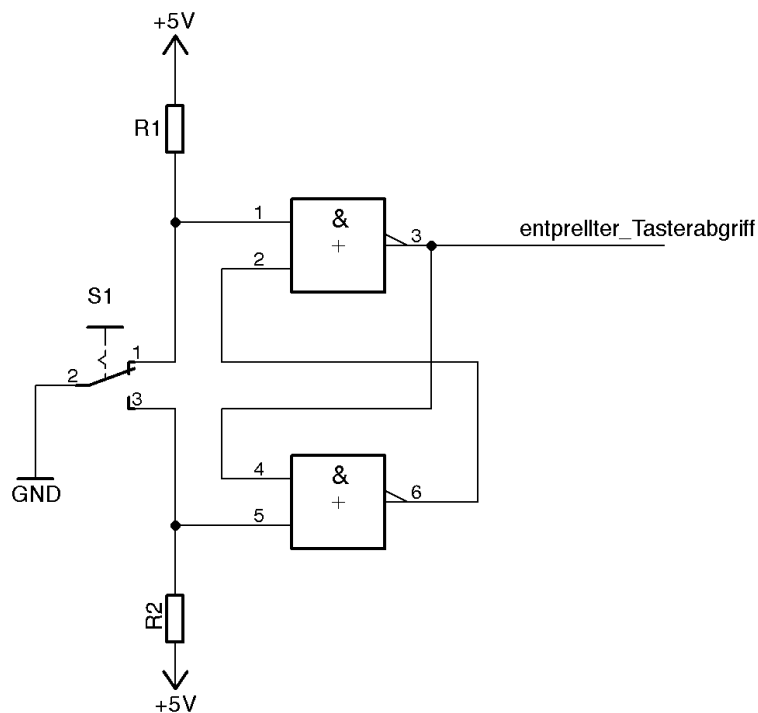 +5V
R1
&
1
3
entprellter_Tasterabgriff
2
S1
1
2
3
GND
&
4
6
5
R2
+5V